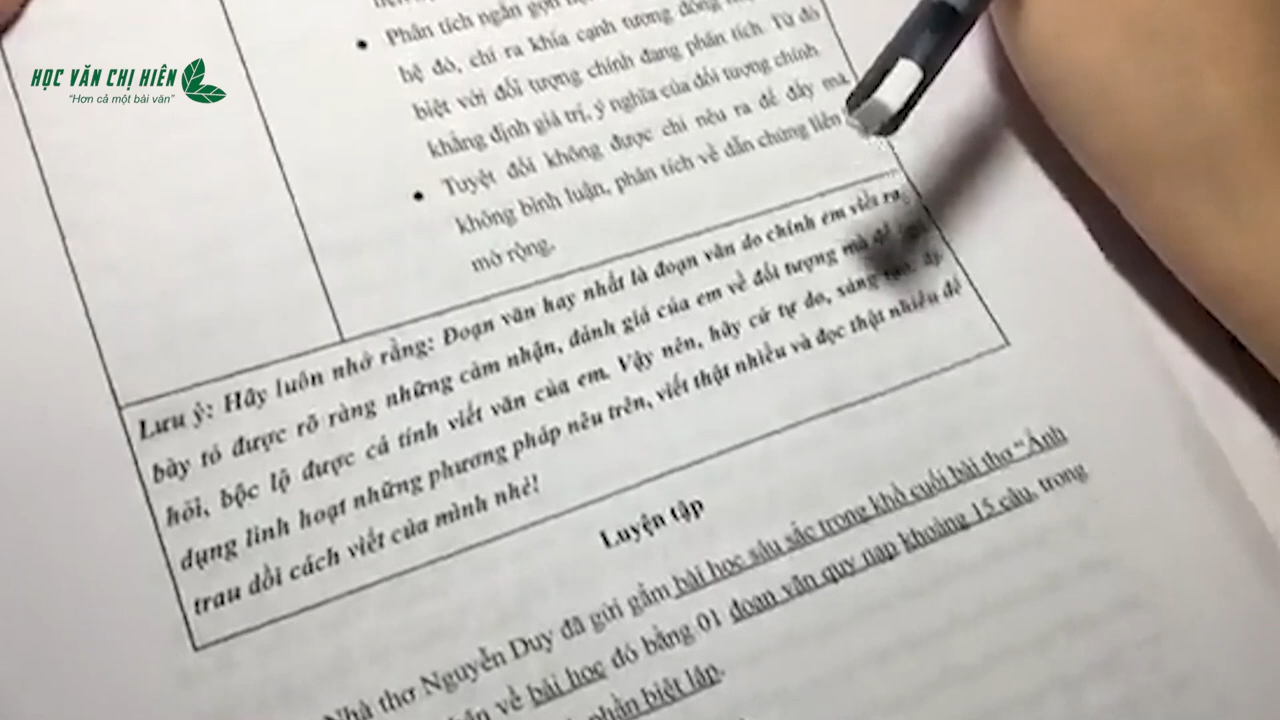 HỌC VĂN CHỊ HIÊN
“Hơn cả một bài văn”
Phân tích ngắn gọn
hệ đó, chỉ ra khía cạnh tương đồng
biệt với đối tượng chính đang phân tích. Từ đó
khẳng định giá trị, ý nghĩa của đối tượng chính
Tuyệt đối không được chỉ nêu ra để đấy mà
không bình luận, phân tích về dẫn chứng liên
mở rộng.
Lưu ý: Hãy luôn nhớ rằng: Đoạn văn hay nhất là đoạn văn do chính em viết ra,
bày tỏ được rõ ràng những cảm nhận, đánh giá của em về đối tượng mà đề
hỏi, bộc lộ được cá tính viết văn của em. Vậy nên, hãy cứ tự do, sáng tạo, áp
dụng linh hoạt những phương pháp nêu trên, viết thật nhiều và đọc thật nhiều để
trau dồi cách viết của mình nhé!
Luyện tập
Nhà thơ Nguyễn Duy đã gửi gắm bài học sâu sắc trong khổ cuối bài thơ “Ánh
về bài học đó bằng 01 đoạn văn quy nạp khoảng 15 câu, trong
phần biệt lập.